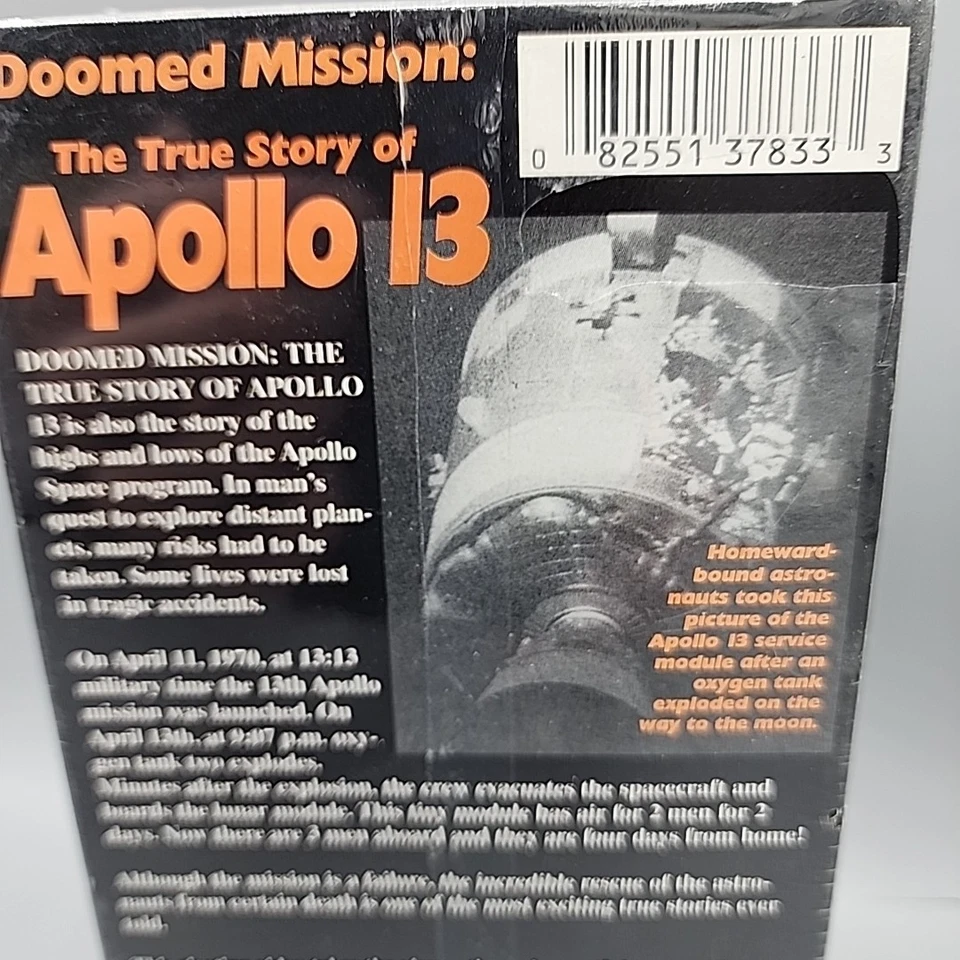 Doomed Mission:
The True Story of
Apollo 13
0 82551 37833 3
DOOMED MISSION: THE
TRUE STORY OF APOLLO
13 is also the story of the
highs and lows of the Apollo
Space program. In man's
quest to explore distant plan-
ets, many risks had to be
taken. Some lives were lost
in tragic accidents.
On April 11, 1970, at 13:13
military time the 13th Apollo
mission was launched. On
April 13th, at 9:07 p.m. oxy-
gen tank two explodes.
Minutes after the explosion, the crew evacuates the spacecraft and
boards the lunar module. This tiny module has air for 2 men for 2
days. Now there are 3 men aboard and they are four days from home!
Although the mission is a failure, the incredible rescue of the astro-
nauts from certain death is one of the most exciting true stories ever
told.
Homeward-
bound astro-
nauts took this
picture of the
Apollo 13 service
module after an
oxygen tank
exploded on the
way to the moon.